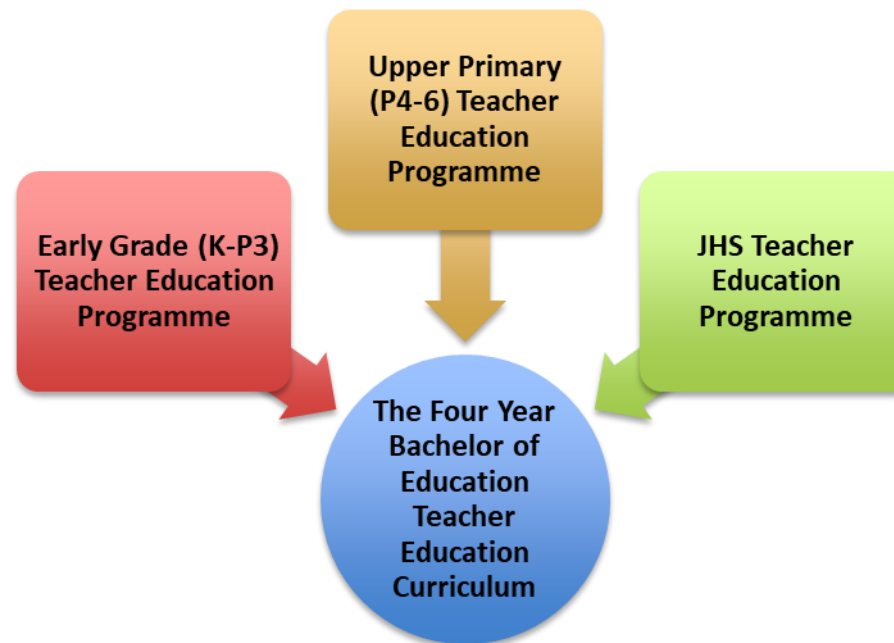 Upper Primary
(P4-6) Teacher
Education
Programme
Early Grade (K-P3)
Teacher Education
Programme
JHS Teacher
Education
Programme
The Four Year
Bachelor of
Education
Teacher
Education
Curriculum